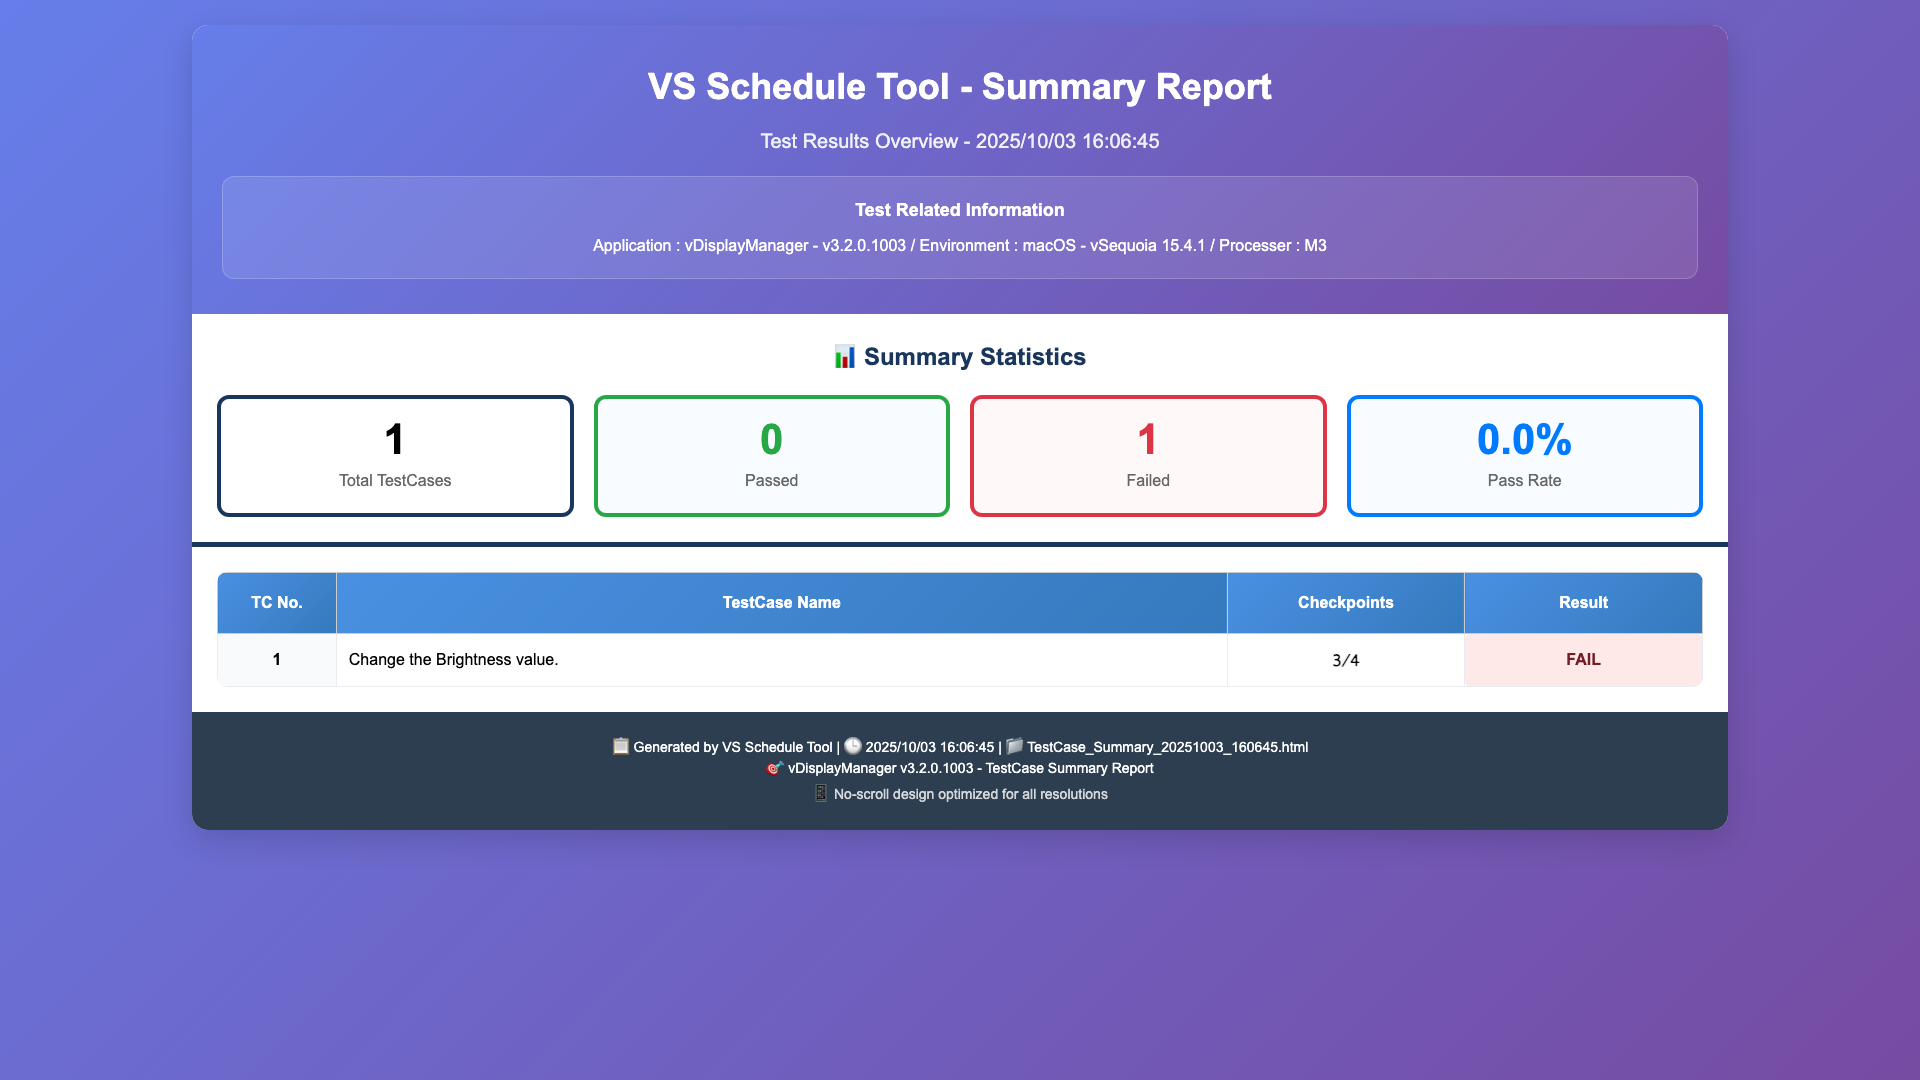 VS Schedule Tool - Summary Report
Test Results Overview - 2025/10/03 16:06:45
Test Related Information
Application : vDisplayManager - v3.2.0.1003 / Environment : macOS - vSequoia 15.4.1 / Processer : M3
📊 Summary Statistics
1
Total TestCases
0
Passed
1
Failed
0.0%
Pass Rate
TC No. TestCase Name Checkpoints Result
1 Change the Brightness value. 3/4 FAIL
📋 Generated by VS Schedule Tool | 🕒 2025/10/03 16:06:45 | 📁 TestCase_Summary_20251003_160645.html
🎯 vDisplayManager v3.2.0.1003 - TestCase Summary Report
📱 No-scroll design optimized for all resolutions